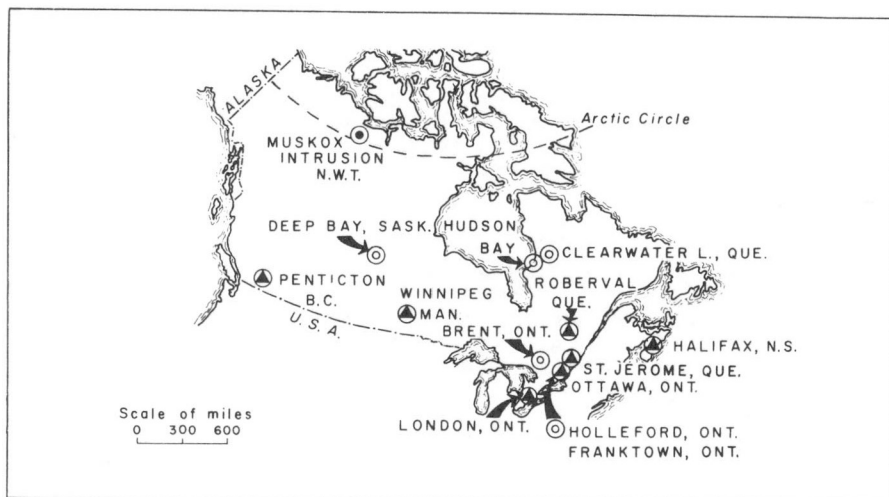 ALASKA
Arctic Circle
MUSKOX
INTRUSION
N.W.T.
DEEP BAY, SASK.
HUDSON
BAY
CLEARWATER L., QUE.
PENTICTON
B.C.
WINNIPEG
MAN.
ROBERVAL
QUE.
U.S.A.
BRENT, ONT.
HALIFAX, N.S.
ST. JEROME, QUE.
OTTAWA, ONT.
Scale of miles
0 300 600
LONDON, ONT.
HOLLEFORD, ONT.
FRANKTOWN, ONT.